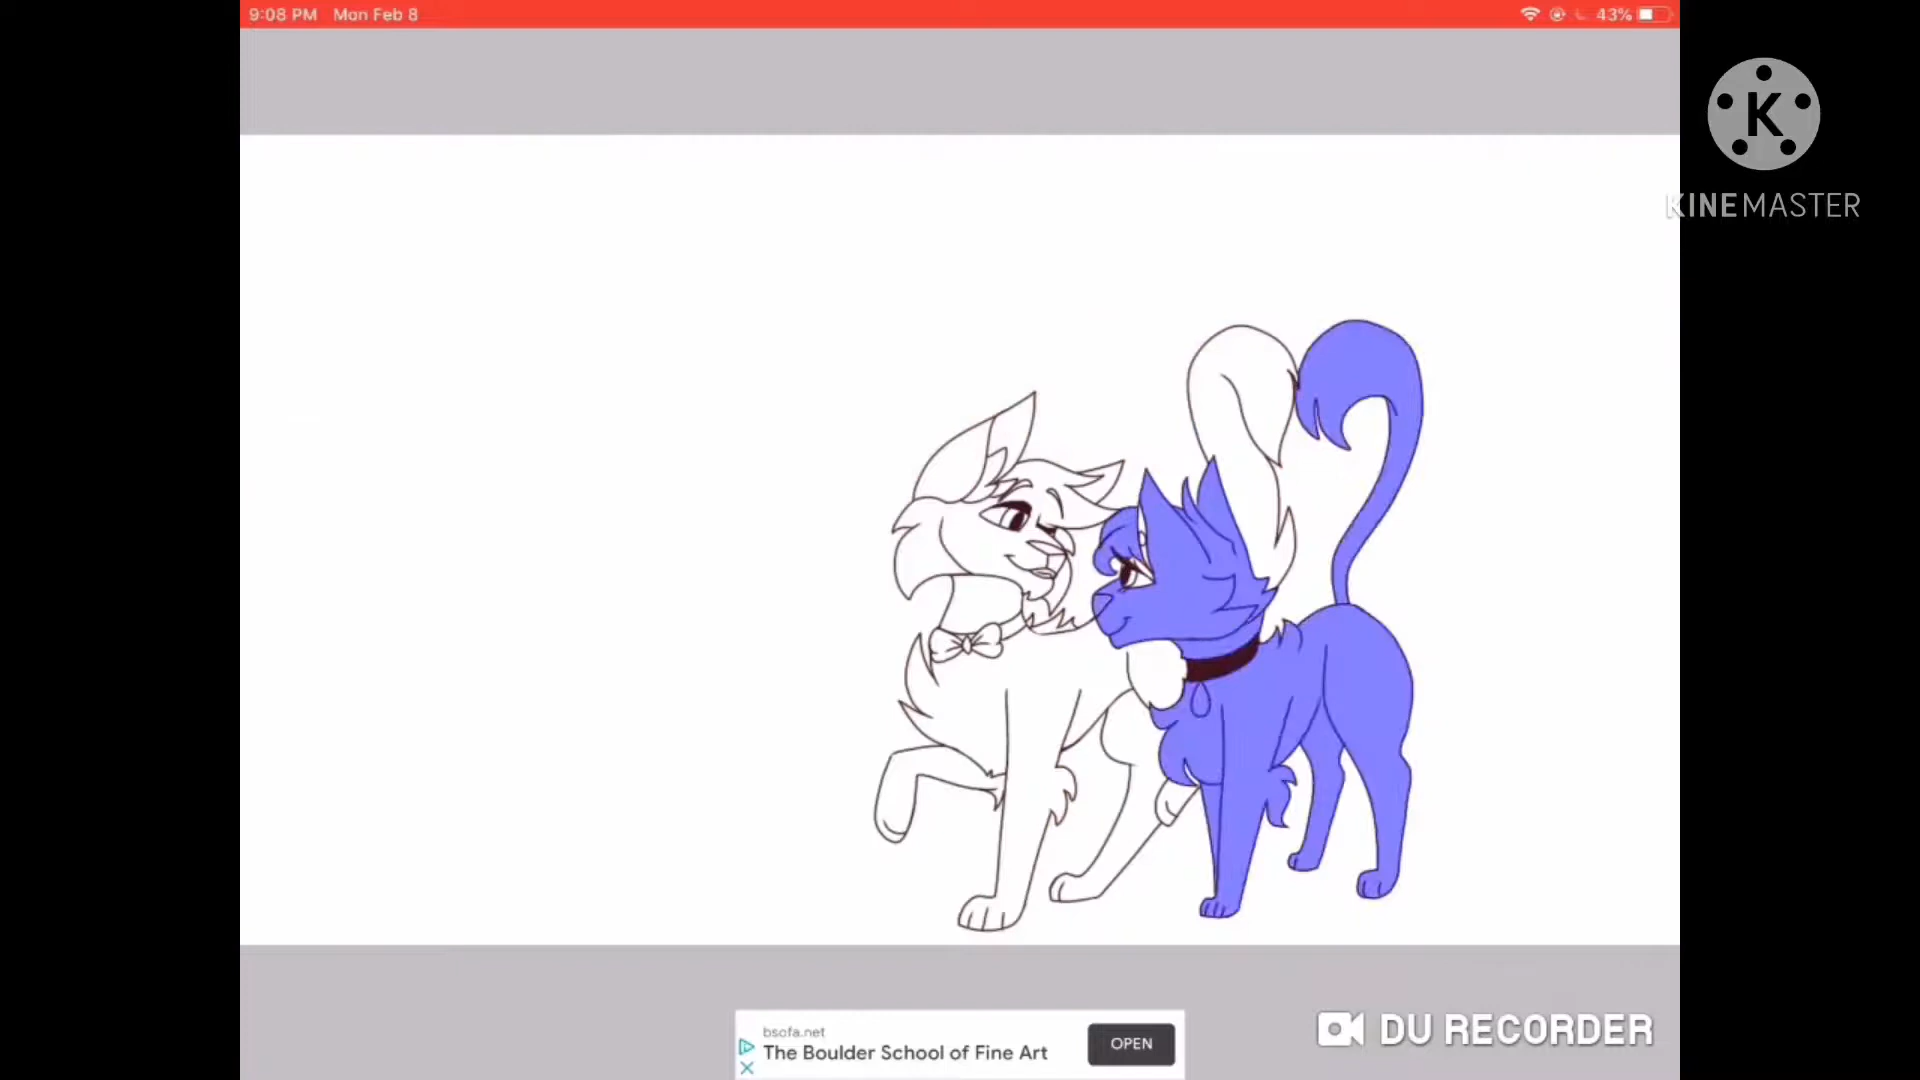 9:08 PM Mon Feb 8
43%
K
KINEMASTER
bsofa.net
The Boulder School of Fine Art
OPEN
DU RECORDER